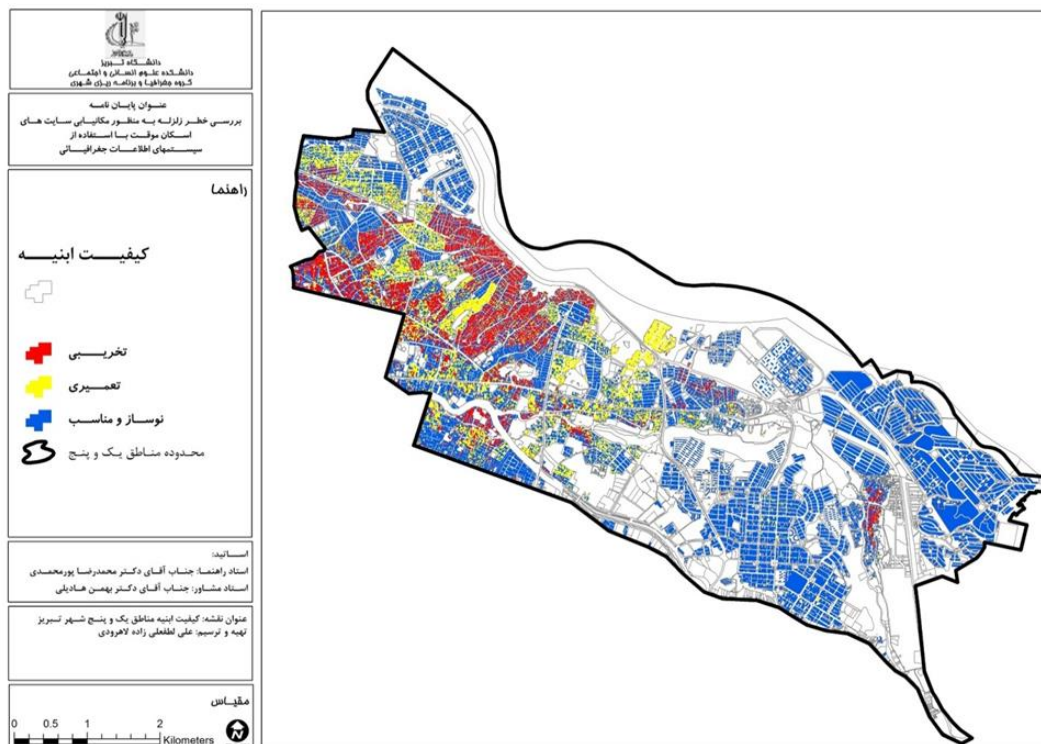 دانشگاه تبریز
دانشکده علوم انسانی و اجتماعی
گروه جغرافیا و برنامه ریزی شهری
عنوان پایان نامه
بررسی خطر زلزله به منظور مکانیابی سایت های
اسکان موقت با استفاده از
سیستمهای اطلاعات جغرافیائی
راهنما
کیفیت ابنیه
تخریبی
تعمیری
نوساز و مناسب
محدوده مناطق یک و پنج
اساتید:
استاد راهنما: جناب آقای دکتر محمدرضا پورمحمدی
استاد مشاور: جناب آقای دکتر بهمن هادیلی
عنوان نقشه: کیفیت ابنیه مناطق یک و پنج شهر تبریز
تهیه و ترسیم: علی لطفعلی زاده لاهرودی
مقیاس
0 0.5 1 2
Kilometers
N